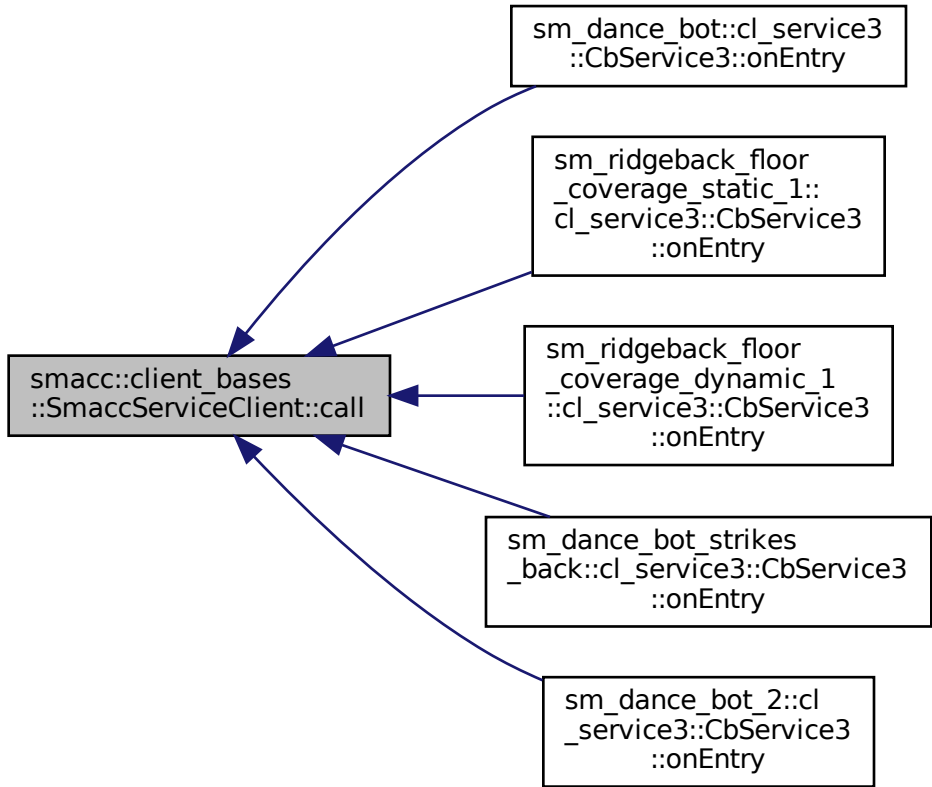 sm_dance_bot::cl_service3
::CbService3::onEntry
sm_ridgeback_floor
_coverage_static_1::
cl_service3::CbService3
::onEntry
sm_ridgeback_floor
_coverage_dynamic_1
::cl_service3::CbService3
::onEntry
smacc::client_bases
::SmaccServiceClient::call
sm_dance_bot_strikes
_back::cl_service3::CbService3
::onEntry
sm_dance_bot_2::cl
_service3::CbService3
::onEntry